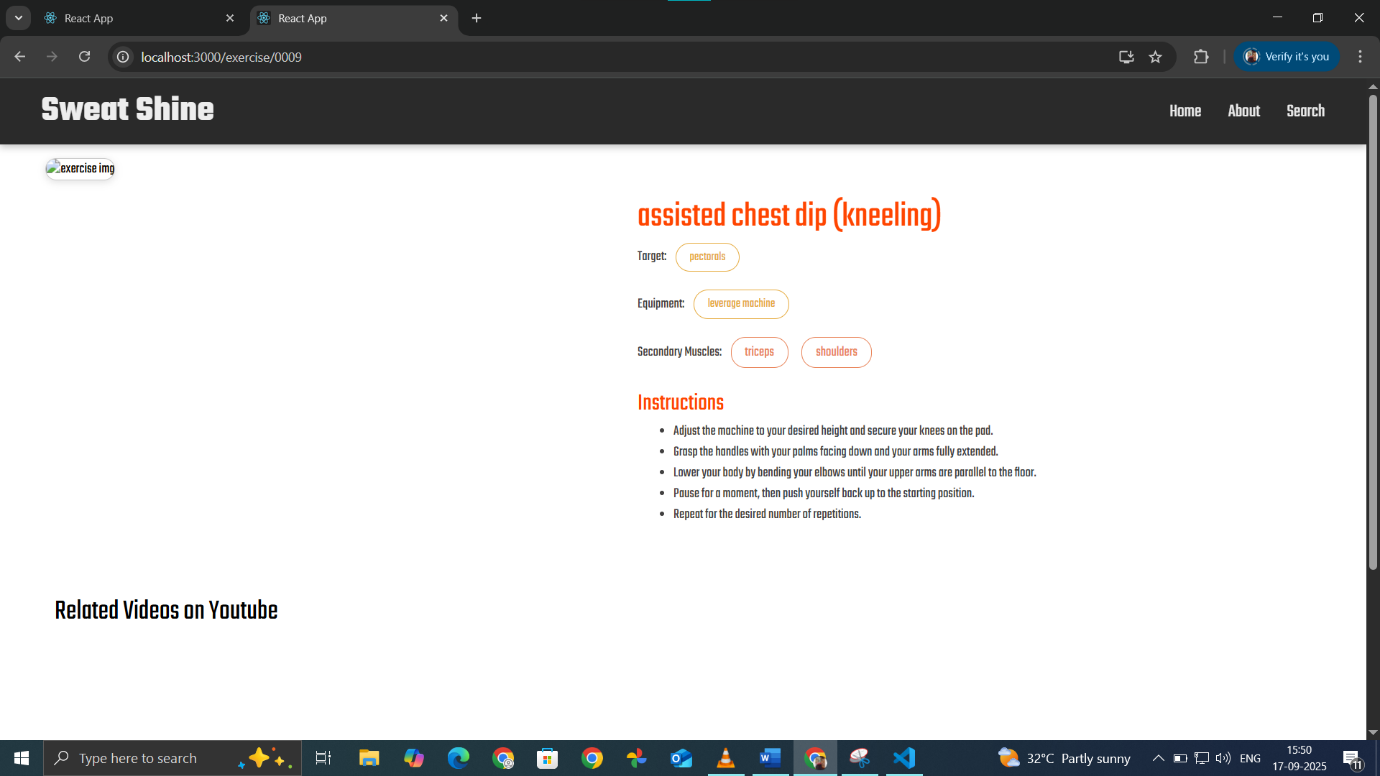 React App
React App
localhost:3000/exercise/0009
Verify it's you
Sweat Shine
Home About Search
exercise img
assisted chest dip (kneeling)
Target: pectorals
Equipment: leverage machine
Secondary Muscles: triceps shoulders
Instructions
Adjust the machine to your desired height and secure your knees on the pad.
Grasp the handles with your palms facing down and your arms fully extended.
Lower your body by bending your elbows until your upper arms are parallel to the floor.
Pause for a moment, then push yourself back up to the starting position.
Repeat for the desired number of repetitions.
Related Videos on Youtube
Type here to search
32°C Partly sunny
ENG
15:50
17-09-2025
11